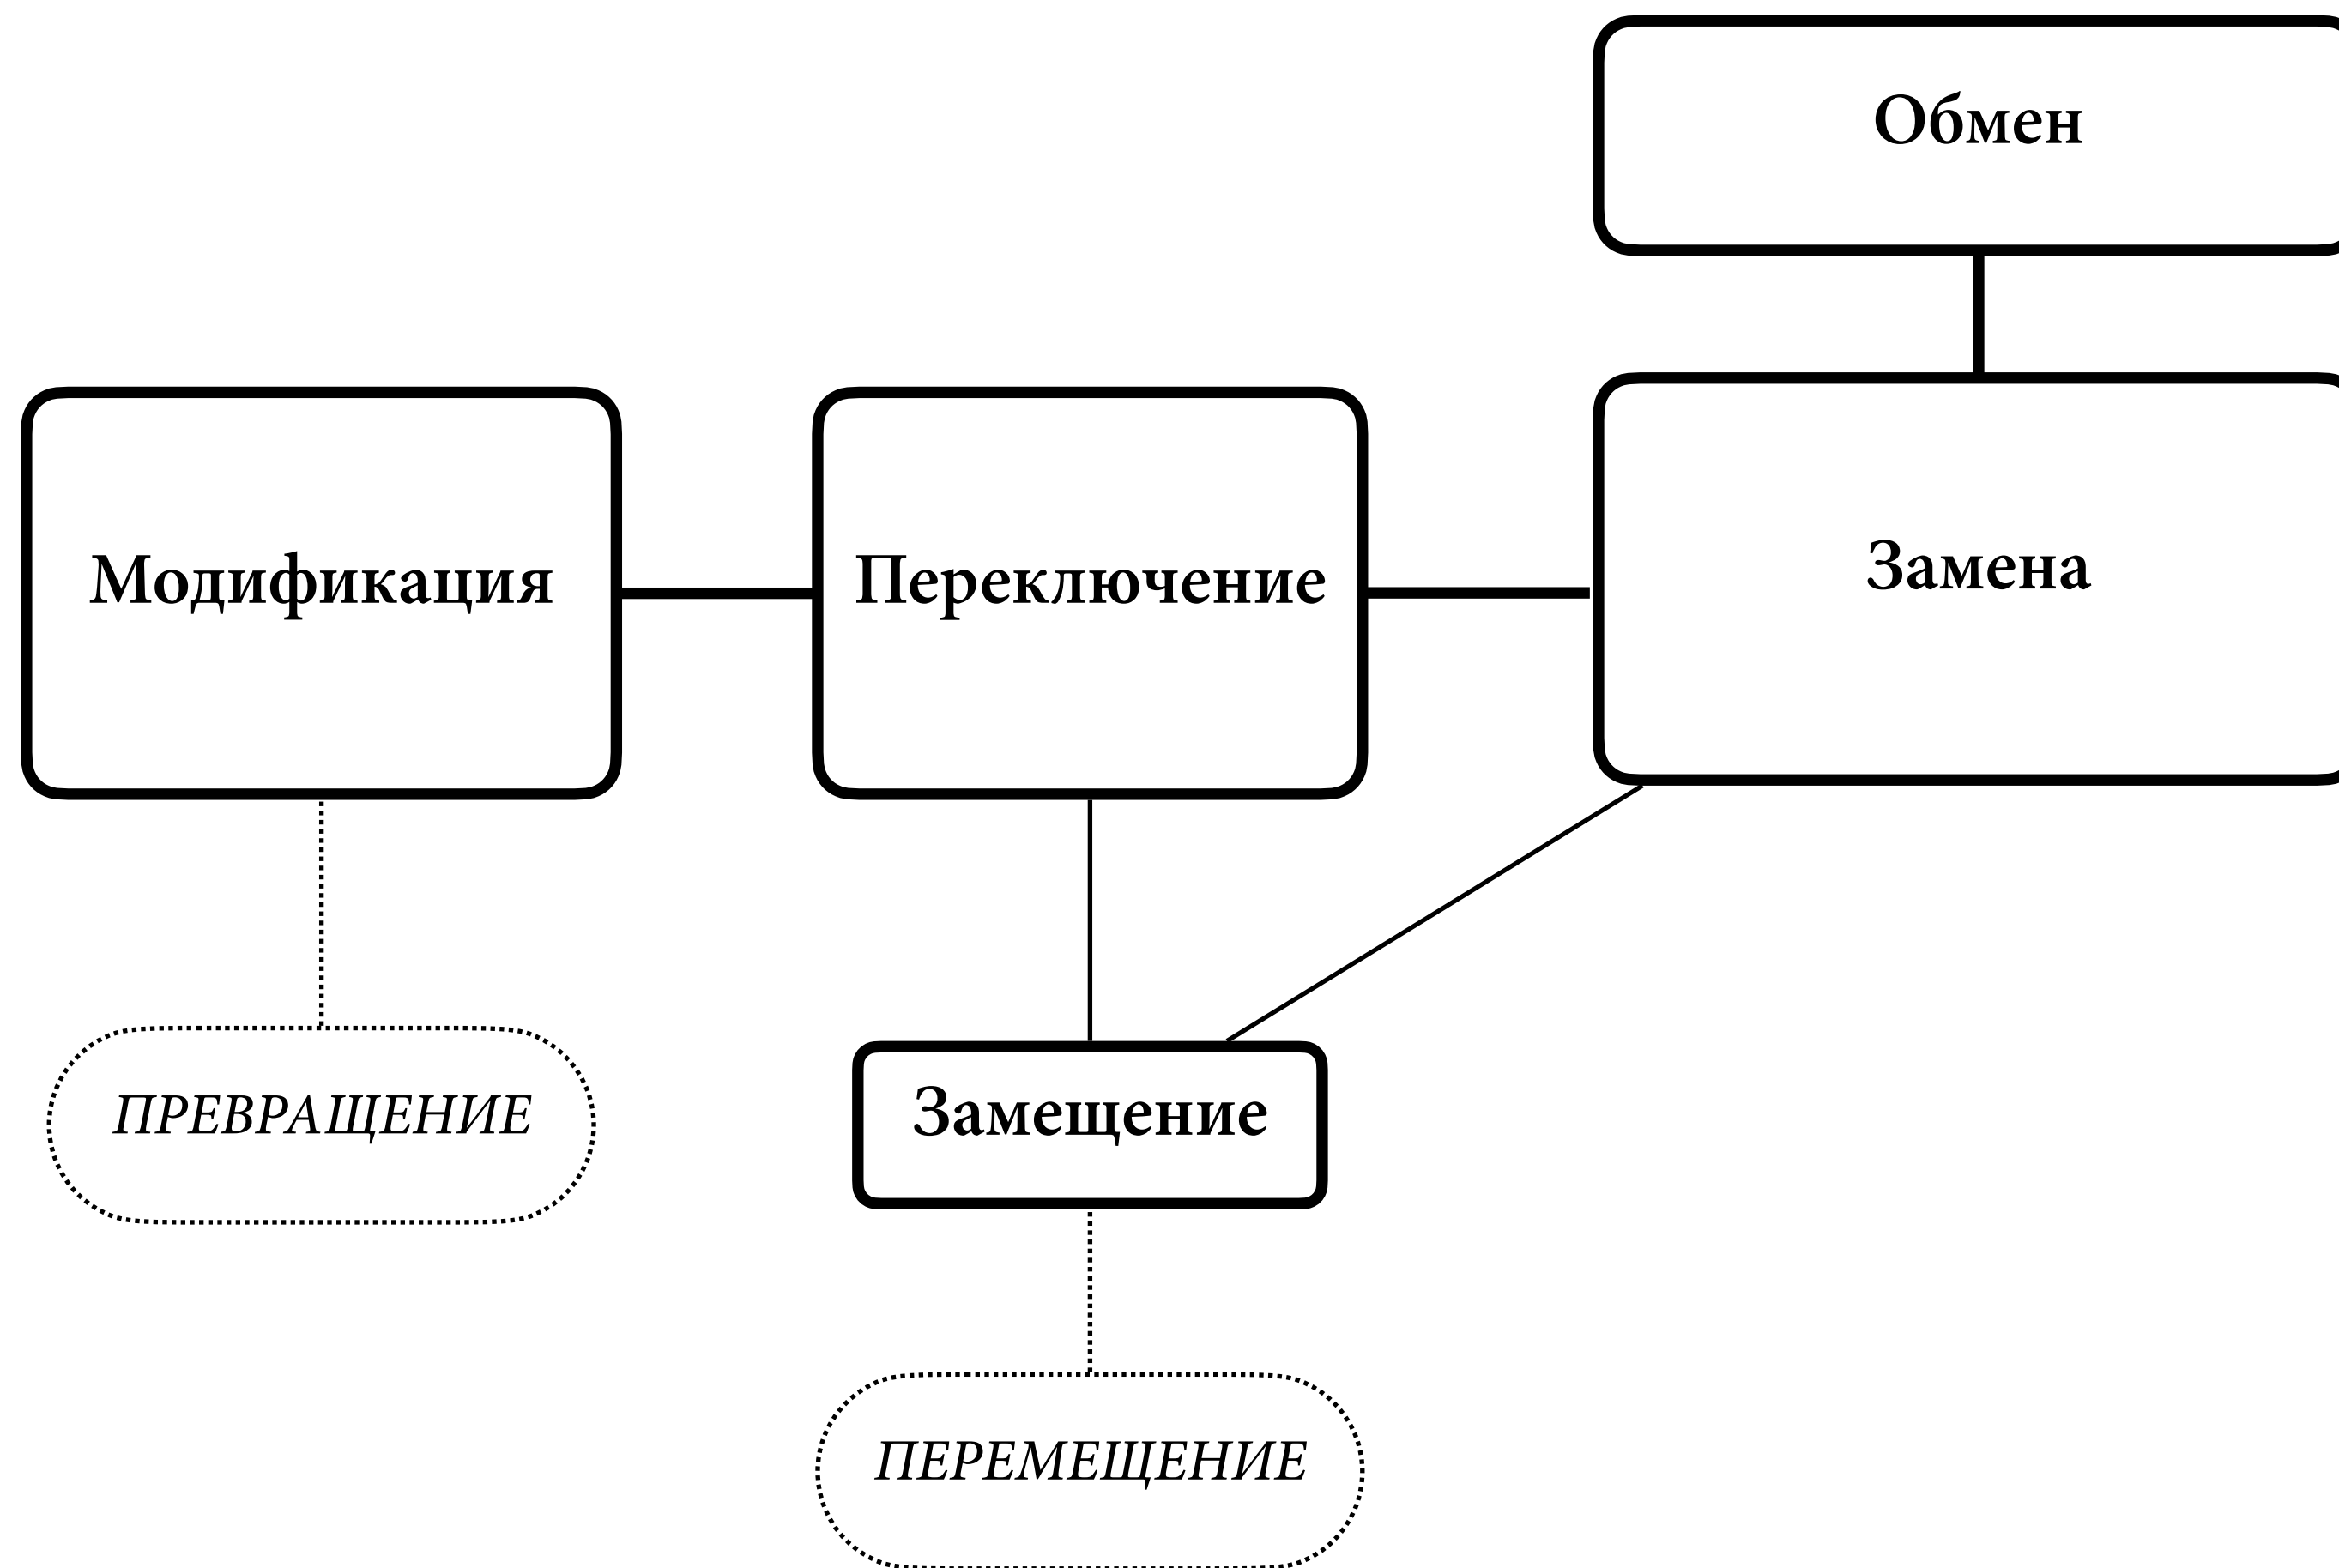 Обмен
Модификация
Переключение
Замена
ПРЕВРАЩЕНИЕ
Замещение
ПЕРЕМЕЩЕНИЕ